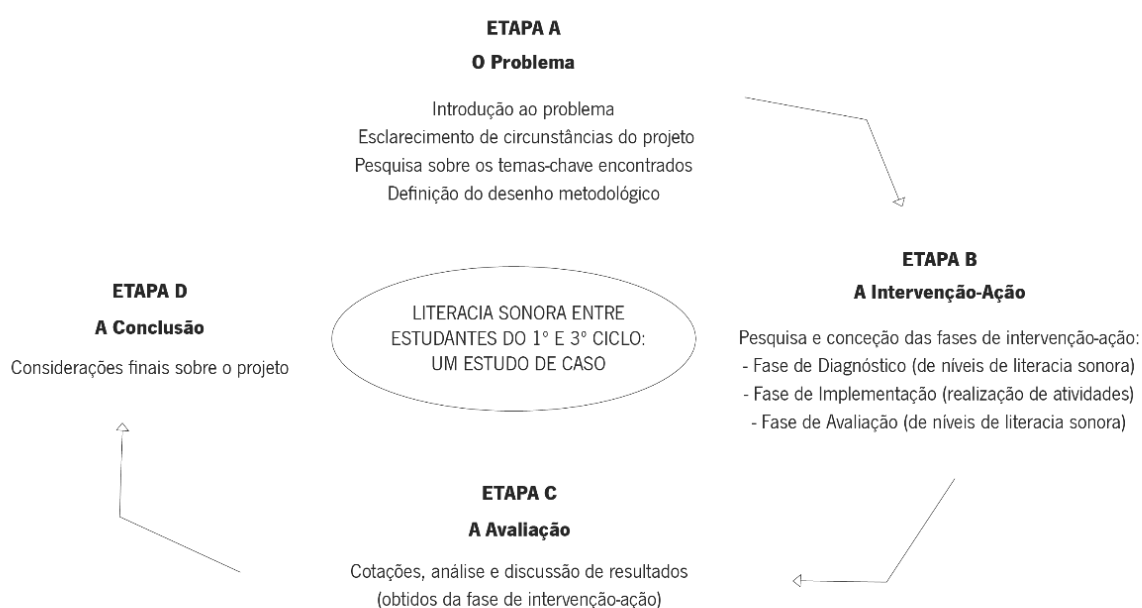 ETAPA A
O Problema
Introdução ao problema
Esclarecimento de circunstâncias do projeto
Pesquisa sobre os temas-chave encontrados
Definição do desenho metodológico
ETAPA B
A Intervenção-Ação
Pesquisa e conceção das fases de intervenção-ação:
- Fase de Diagnóstico (de níveis de literacia sonora)
- Fase de Implementação (realização de atividades)
- Fase de Avaliação (de níveis de literacia sonora)
ETAPA C
A Avaliação
Cotações, análise e discussão de resultados
(obtidos da fase de intervenção-ação)
ETAPA D
A Conclusão
Considerações finais sobre o projeto
LITERACIA SONORA ENTRE
ESTUDANTES DO 1º E 3º CICLO:
UM ESTUDO DE CASO